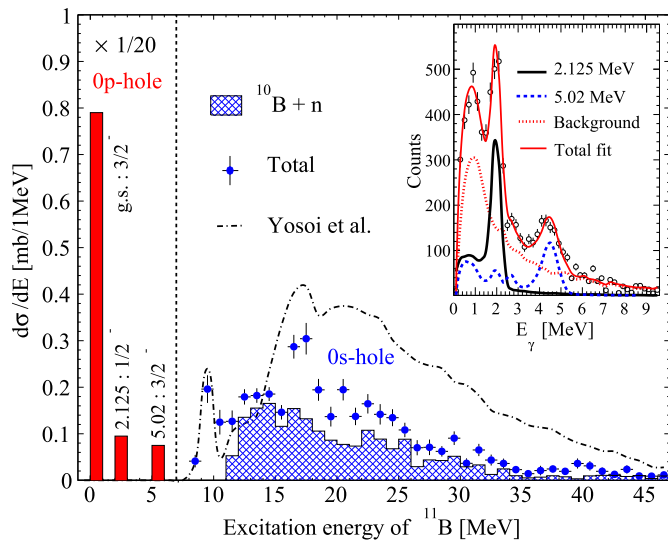 1
0.9
0.8
0.7
0.6
0.5
0.4
0.3
0.2
0.1
0
dσ/dE [mb/1MeV]
× 1/20
0p-hole
g.s. : 3/2⁻
2.125 : 1/2⁻
5.02 : 3/2⁻
¹⁰B + n
Total
Yosoi et al.
0s-hole
0 5 10 15 20 25 30 35 40 45
Excitation energy of ¹¹B [MeV]
500
400
300
200
100
Counts
2.125 MeV
5.02 MeV
Background
Total fit
0 1 2 3 4 5 6 7 8 9
E_γ [MeV]